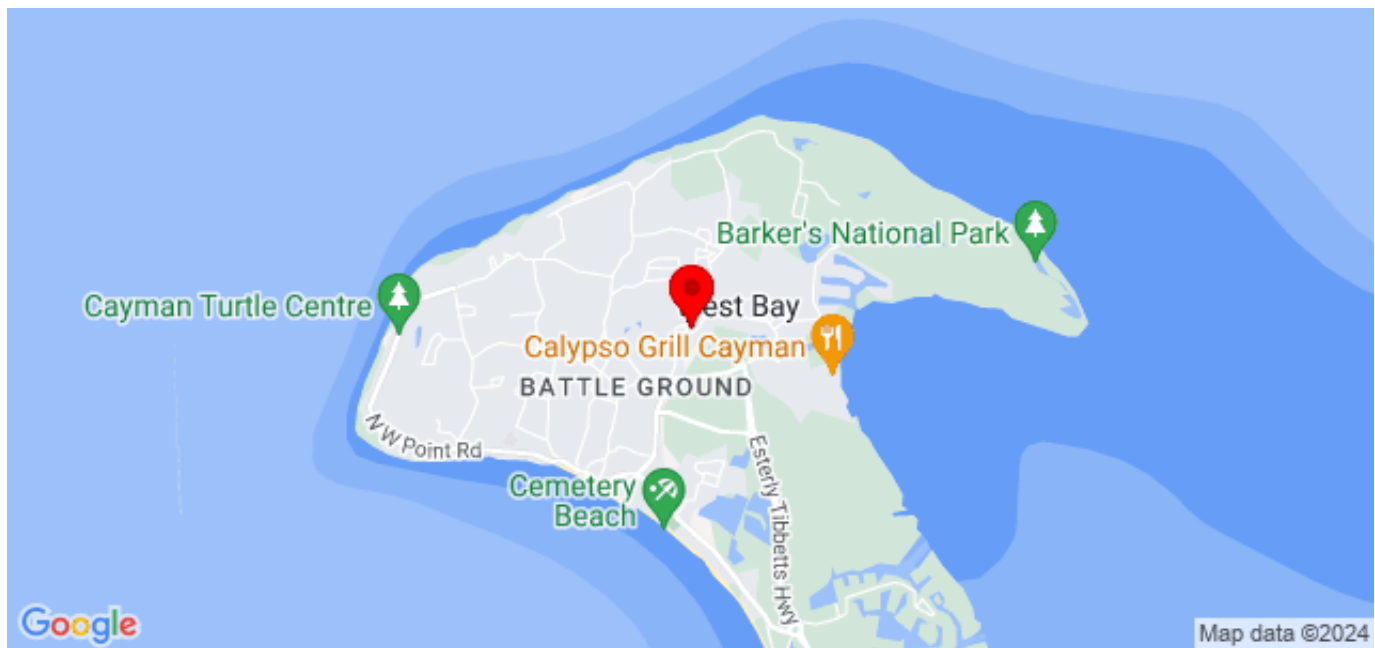 Barker's National Park
Cayman Turtle Centre
est Bay
Calypso Grill Cayman
BATTLE GROUND
N W Point Rd
Esterly Tibbetts Hwy
Cemetery
Beach
Google
Map data ©2024